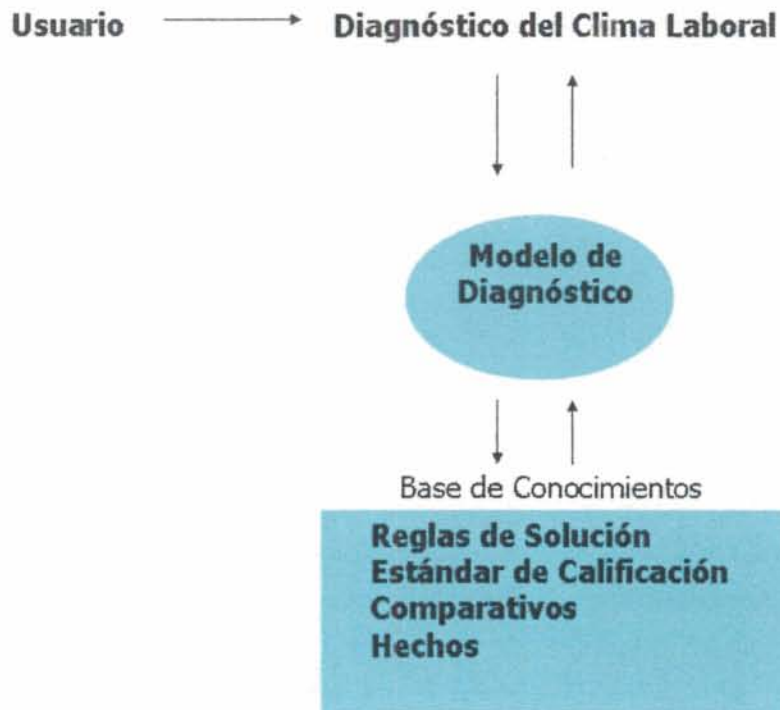 Usuario
Diagnóstico del Clima Laboral
Modelo de
Diagnóstico
Base de Conocimientos
Reglas de Solución
Estándar de Calificación
Comparativos
Hechos